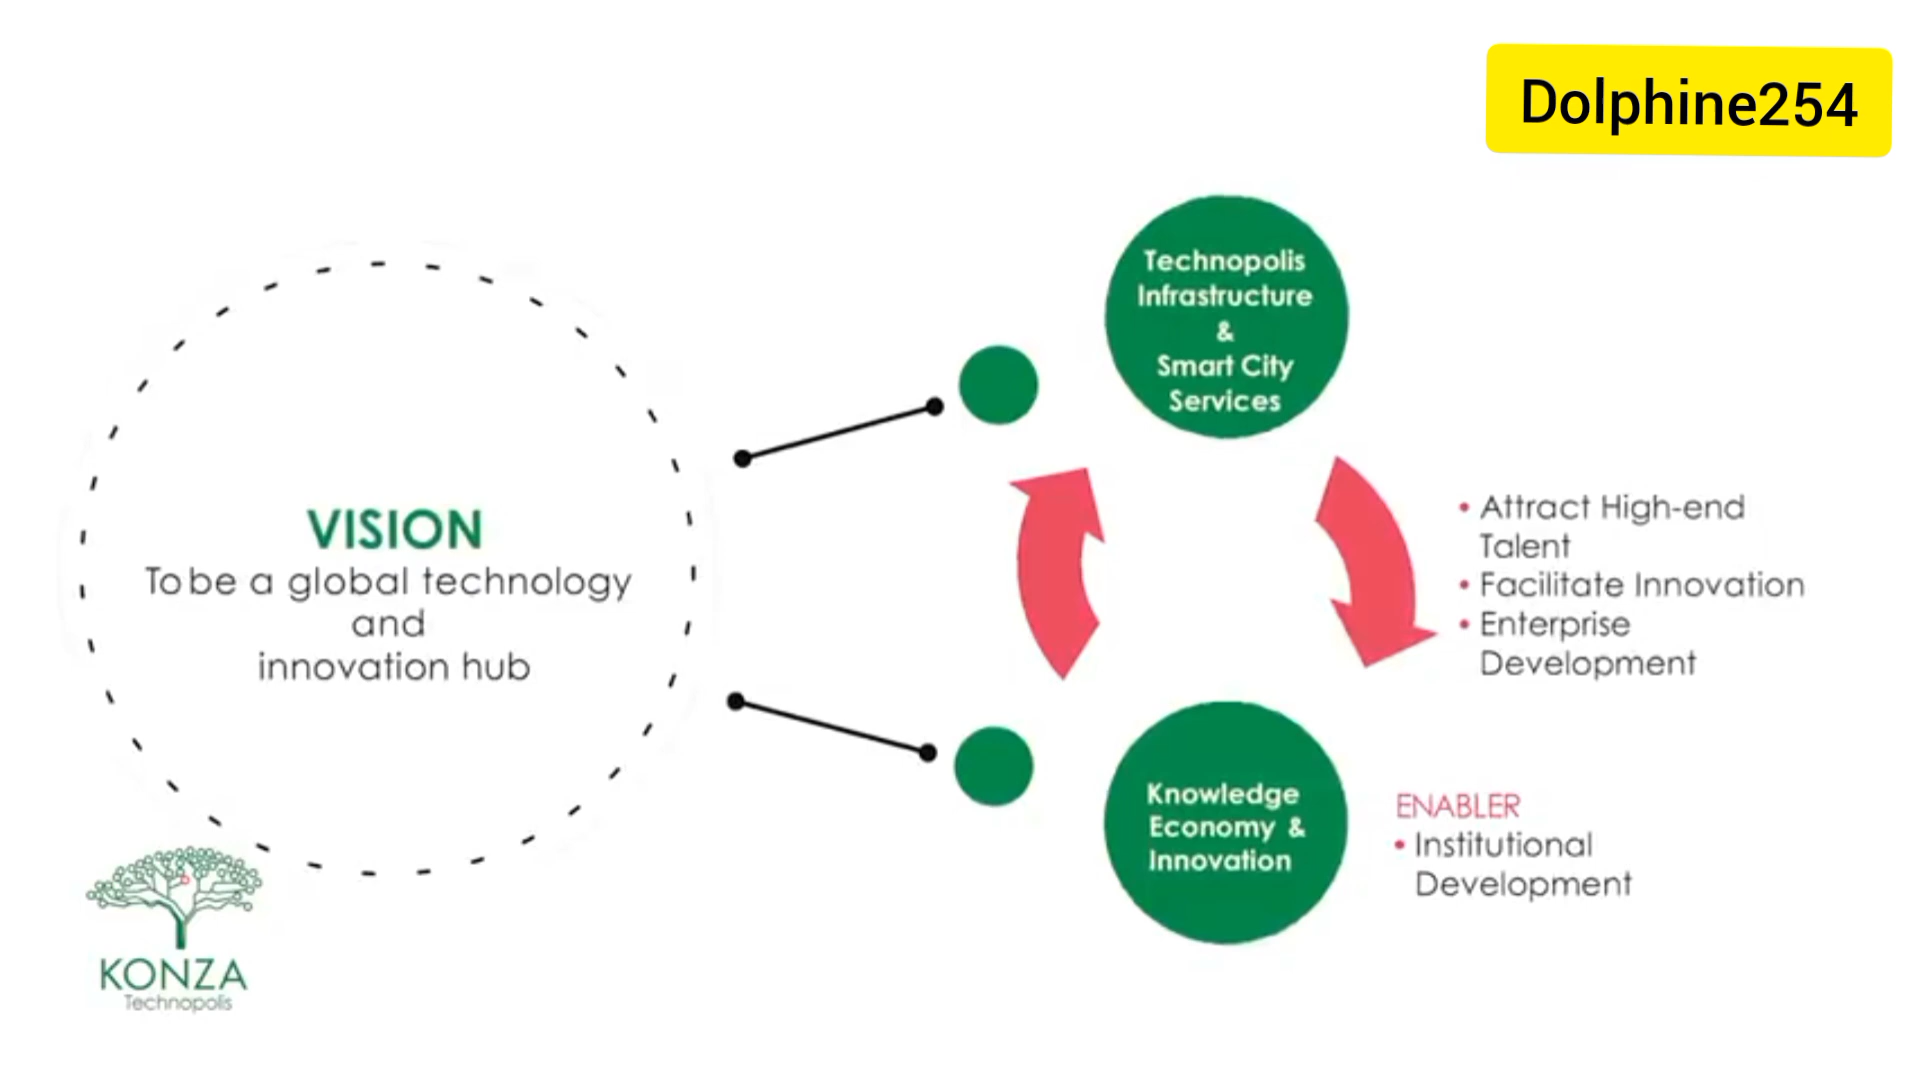 Dolphine254
Technopolis
Infrastructure
&
Smart City
Services
VISION
To be a global technology
and
innovation hub
• Attract High-end
Talent
• Facilitate Innovation
• Enterprise
Development
Knowledge
Economy &
Innovation
ENABLER
• Institutional
Development
KONZA
Technopolis